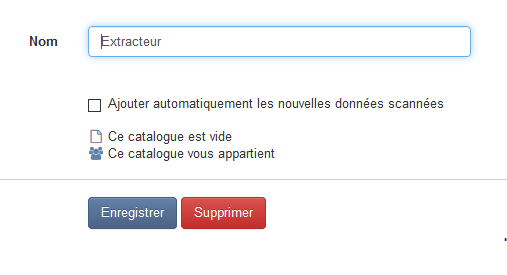 Nom
Extracteur
Ajouter automatiquement les nouvelles données scannées
Ce catalogue est vide
Ce catalogue vous appartient
Enregistrer
Supprimer